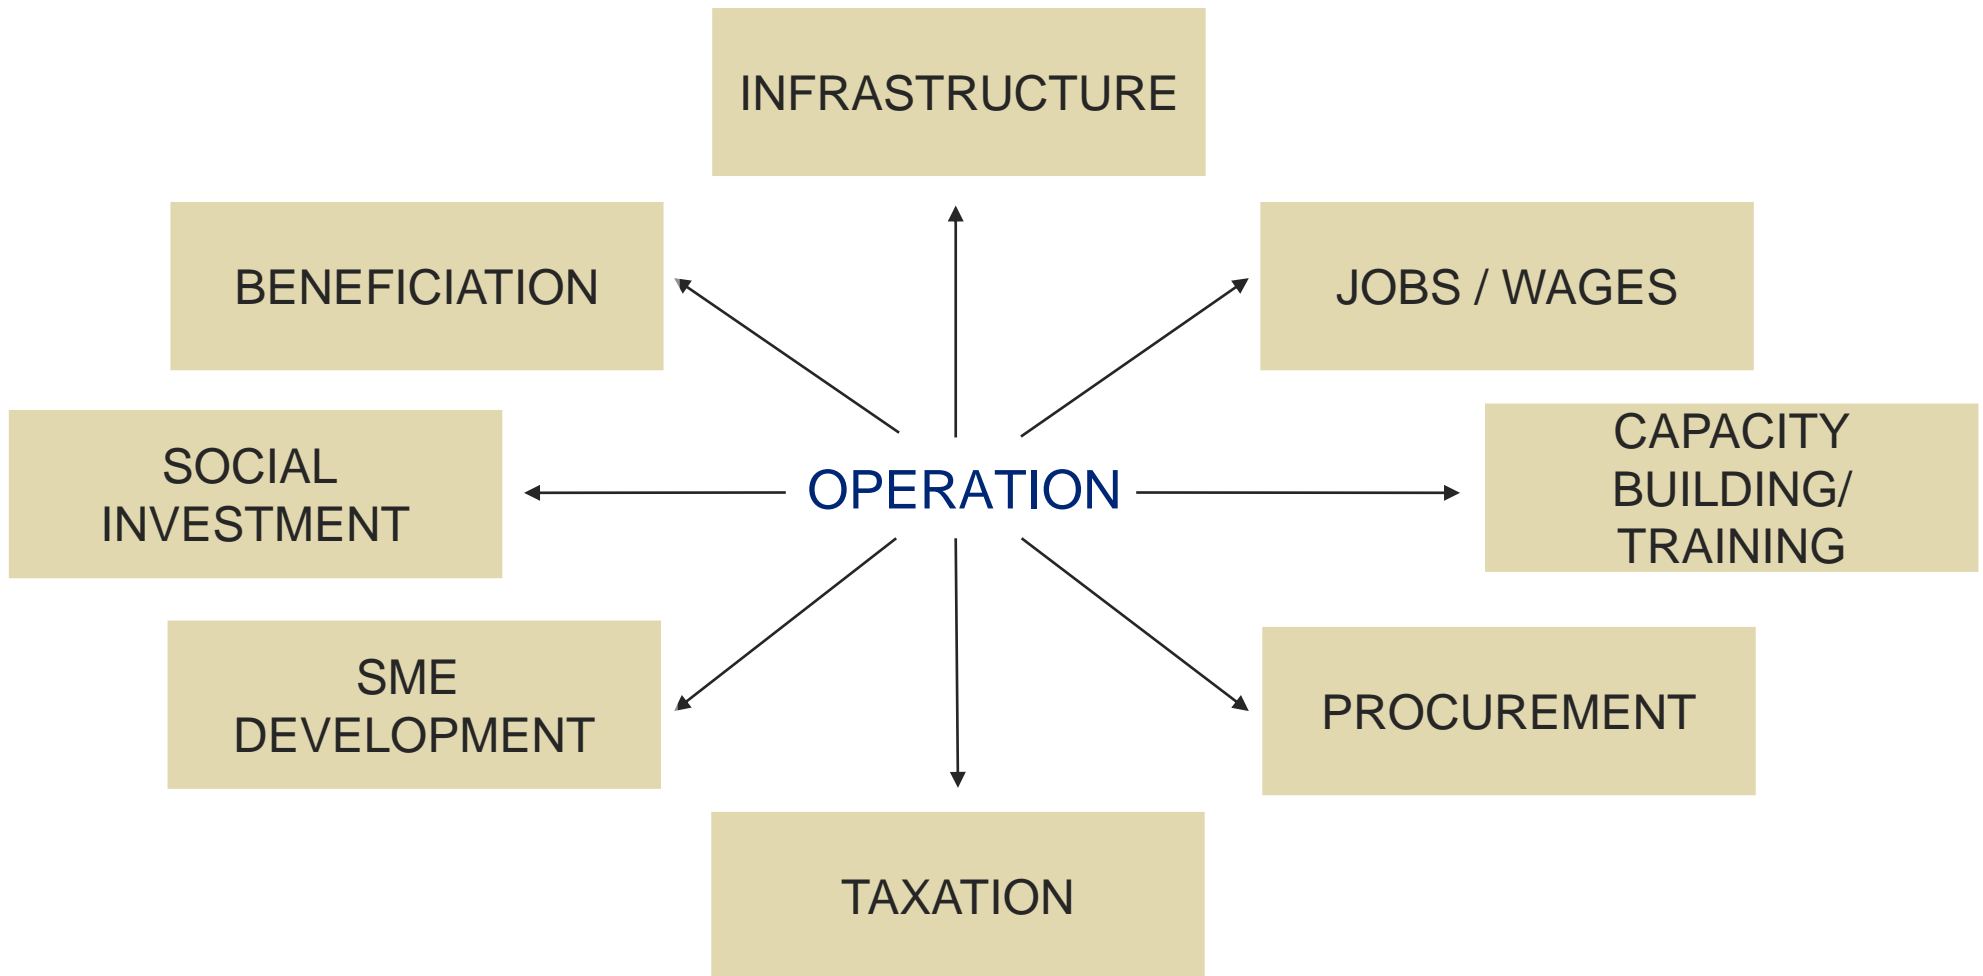 INFRASTRUCTURE
BENEFICIATION
JOBS / WAGES
SOCIAL
INVESTMENT
OPERATION
CAPACITY
BUILDING/
TRAINING
SME
DEVELOPMENT
PROCUREMENT
TAXATION